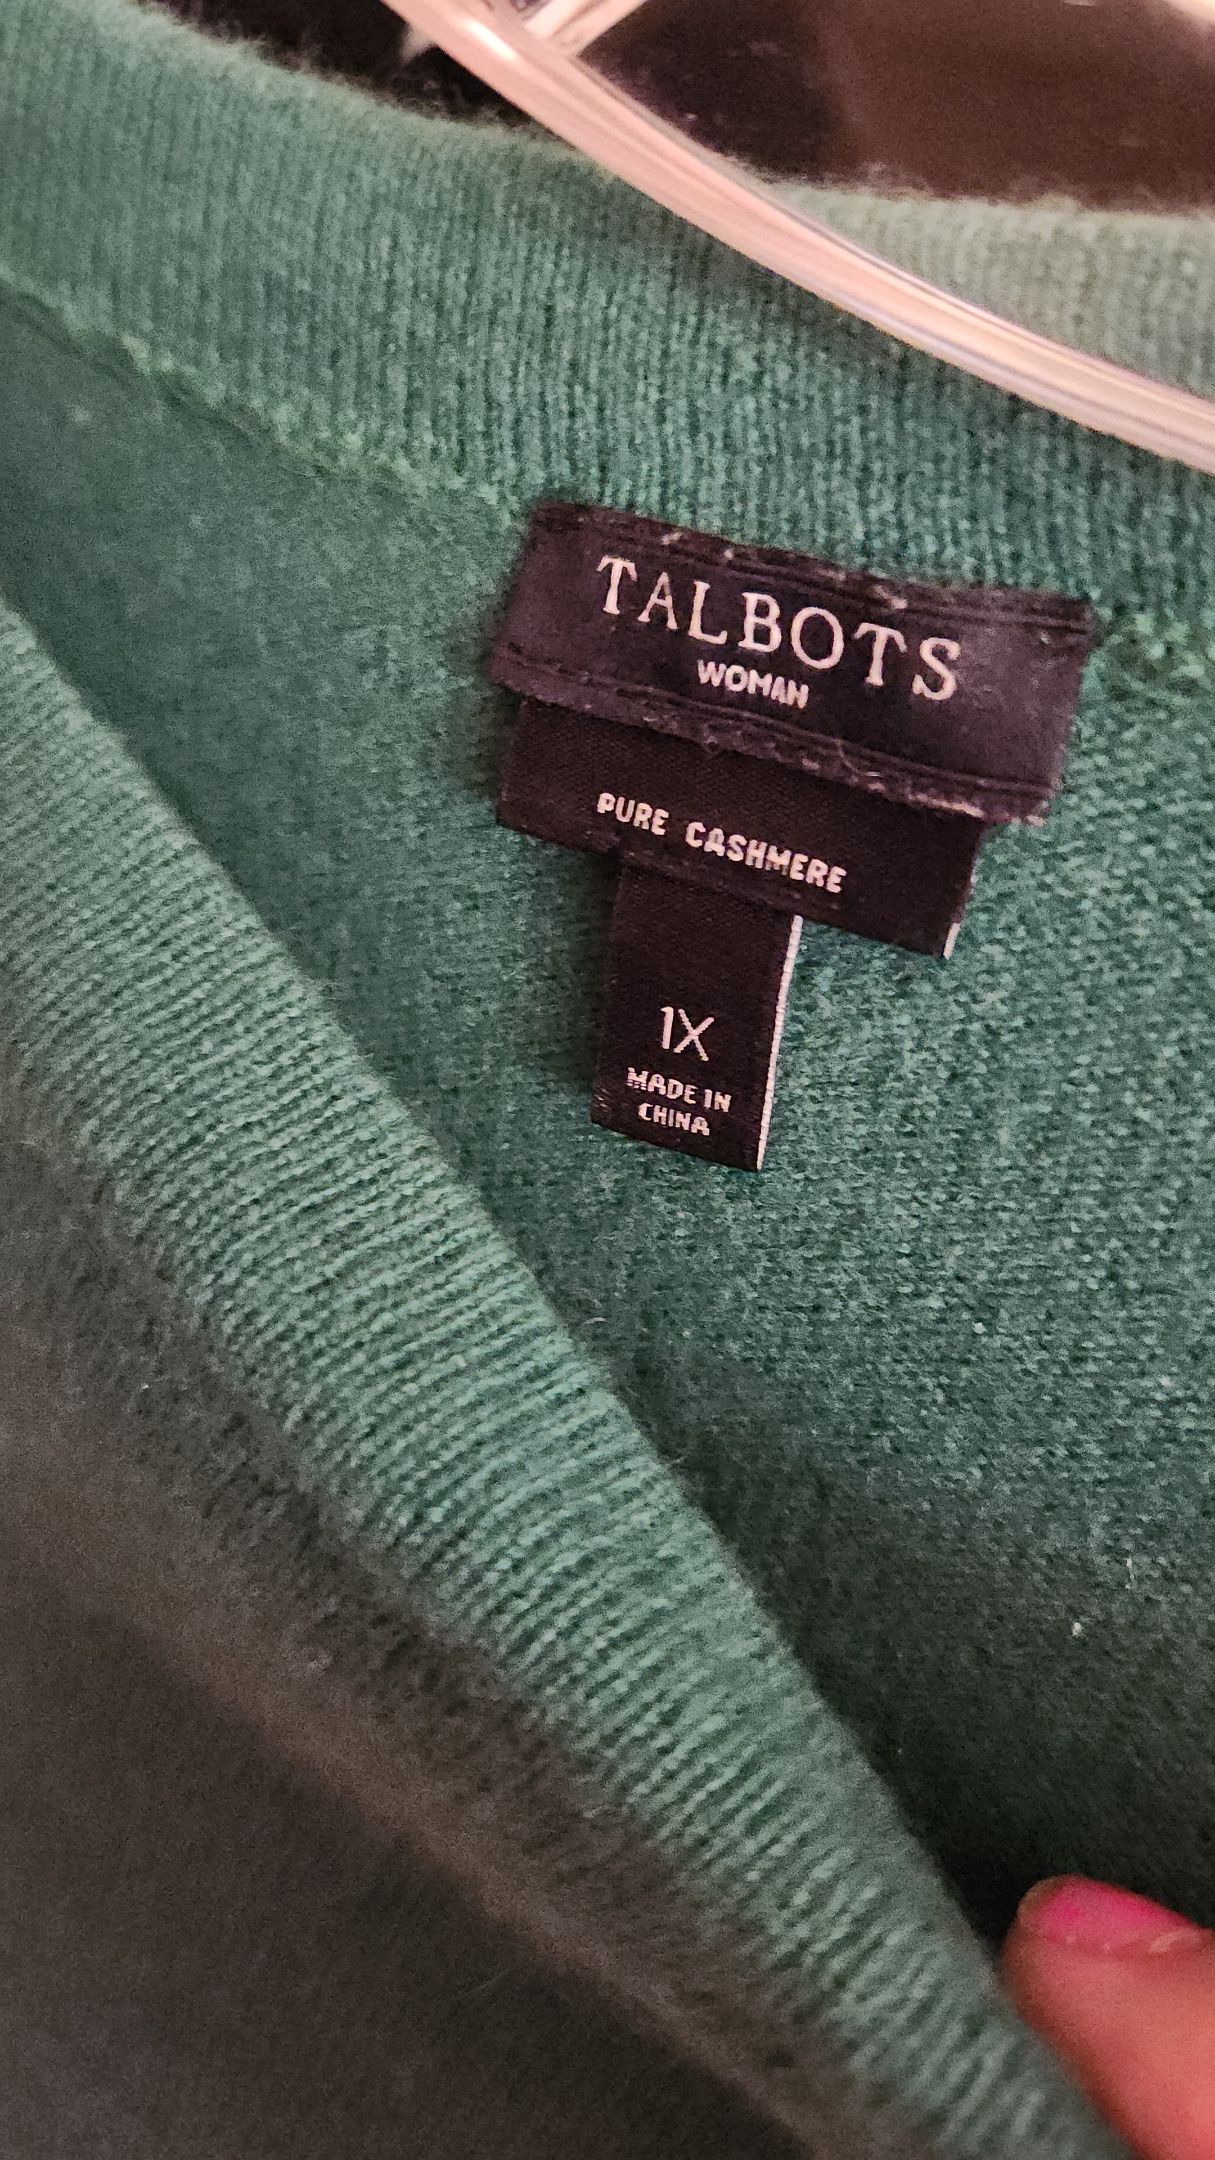 TALBOTS
WOMAN
PURE CASHMERE
1X
MADE IN
CHINA